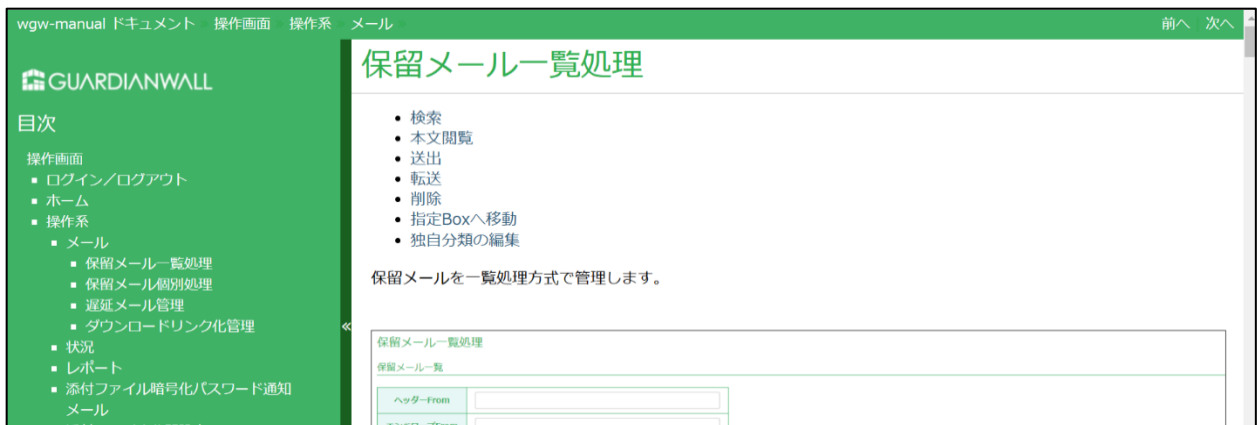 wgw-manual ドキュメント 操作画面 操作系 メール
前へ 次へ
GUARDIANWALL
目次
操作画面
ログイン／ログアウト
ホーム
操作系
メール
保留メール一覧処理
保留メール個別処理
遅延メール管理
ダウンロードリンク化管理
状況
レポート
添付ファイル暗号化パスワード通知
メール
«
保留メール一覧処理
検索
本文閲覧
送出
転送
削除
指定Boxへ移動
独自分類の編集
保留メールを一覧処理方式で管理します。
保留メール一覧処理
保留メール一覧
ヘッダーFrom